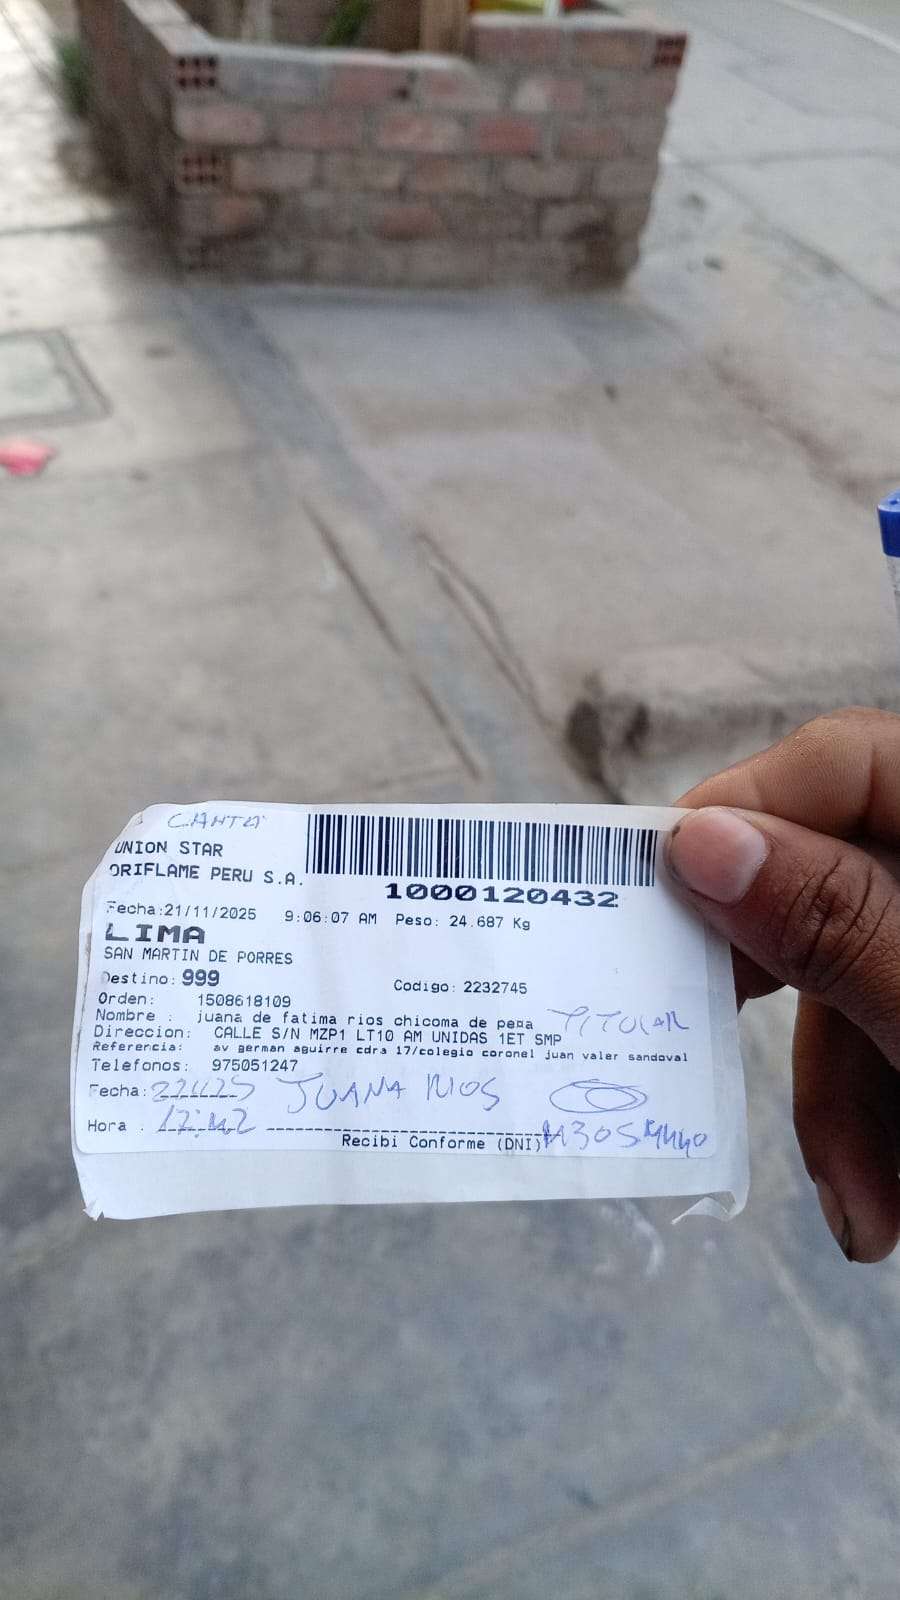 CANTA
UNION STAR
ORIFLAME PERU S.A.
1000120432
Fecha:21/11/2025 9:06:07 AM Peso: 24.687 Kg
LIMA
SAN MARTIN DE PORRES
Destino: 999 Codigo: 2232745
Orden: 1508618109
Nombre : juana de fatima rios chicoma de pena TITULAR
Direccion: CALLE S/N MZP1 LT10 AM UNIDAS 1ET SMP
Referencia: av german aguirre cdra 17/colegio coronel juan valer sandoval
Telefonos: 975051247
Fecha: JUANA RIOS
Hora :
Recibi Conforme (DNI)